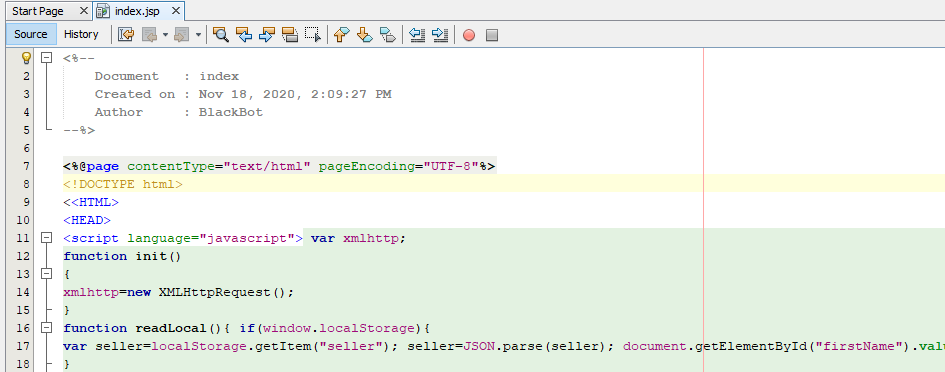 Start Page × index.jsp ×
Source History
<%--
2 Document : index
3 Created on : Nov 18, 2020, 2:09:27 PM
4 Author : BlackBot
5 --%>
6
7 <%@page contentType="text/html" pageEncoding="UTF-8"%>
8 <!DOCTYPE html>
9 <<HTML>
10 <HEAD>
11 <script language="javascript"> var xmlhttp;
12 function init()
13 {
14 xmlhttp=new XMLHttpRequest();
15 }
16 function readLocal(){ if(window.localStorage){
17 var seller=localStorage.getItem("seller"); seller=JSON.parse(seller); document.getElementById("firstName").valu
18 }